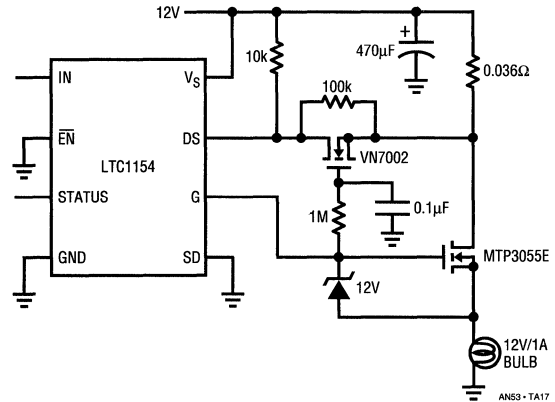 12V
+
470μF
10k
0.036Ω
IN
VS
100k
EN
DS
VN7002
LTC1154
STATUS
G
0.1μF
1M
MTP3055E
GND
SD
12V
12V/1A
BULB
AN53 • TA17